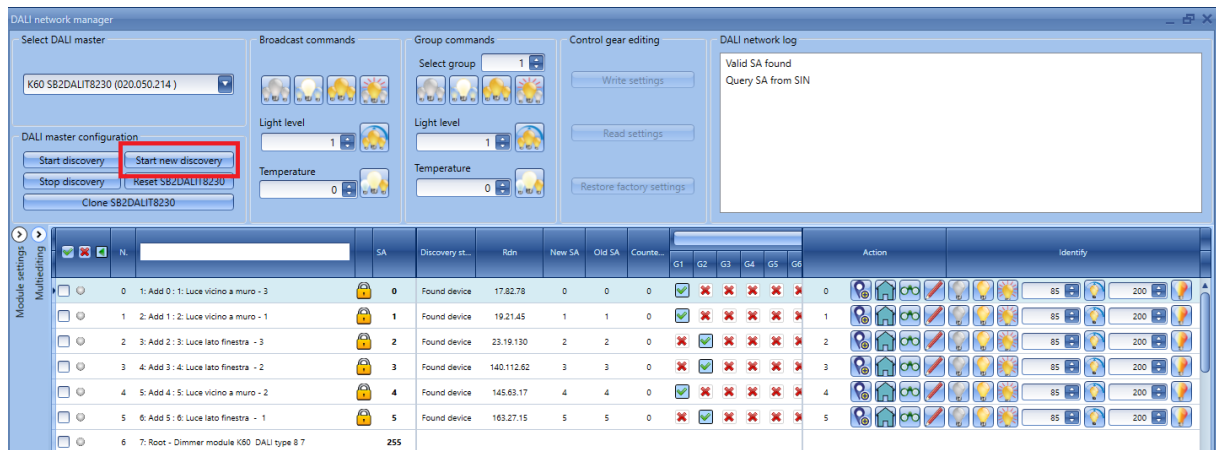 DALI network manager
Select DALI master
K60 SB2DALIT8230 (020.050.214 )
DALI master configuration
Start discovery
Start new discovery
Stop discovery
Reset SB2DALIT8230
Clone SB2DALIT8230
Broadcast commands
Light level
1
Temperature
0
Group commands
Select group 1
Light level
1
Temperature
0
Control gear editing
Write settings
Read settings
Restore factory settings
DALI network log
Valid SA found
Query SA from SIN
Module settings
Multiediting
N. SA Discovery st... Rdn New SA Old SA Counte... G1 G2 G3 G4 G5 G6 Action Identify
0 1: Add 0 : 1: Luce vicino a muro - 3 0 Found device 17.82.78 0 0 0 0 85 200
1 2: Add 1 : 2: Luce vicino a muro - 1 1 Found device 19.21.45 1 1 0 1 85 200
2 3: Add 2 : 3: Luce lato finestra - 3 2 Found device 23.19.130 2 2 0 2 85 200
3 4: Add 3 : 4: Luce lato finestra - 2 3 Found device 140.112.62 3 3 0 3 85 200
4 5: Add 4 : 5: Luce vicino a muro - 2 4 Found device 145.63.17 4 4 0 4 85 200
5 6: Add 5 : 6: Luce lato finestra - 1 5 Found device 163.27.15 5 5 0 5 85 200
6 7: Root - Dimmer module K60 DALI type 8 7 255